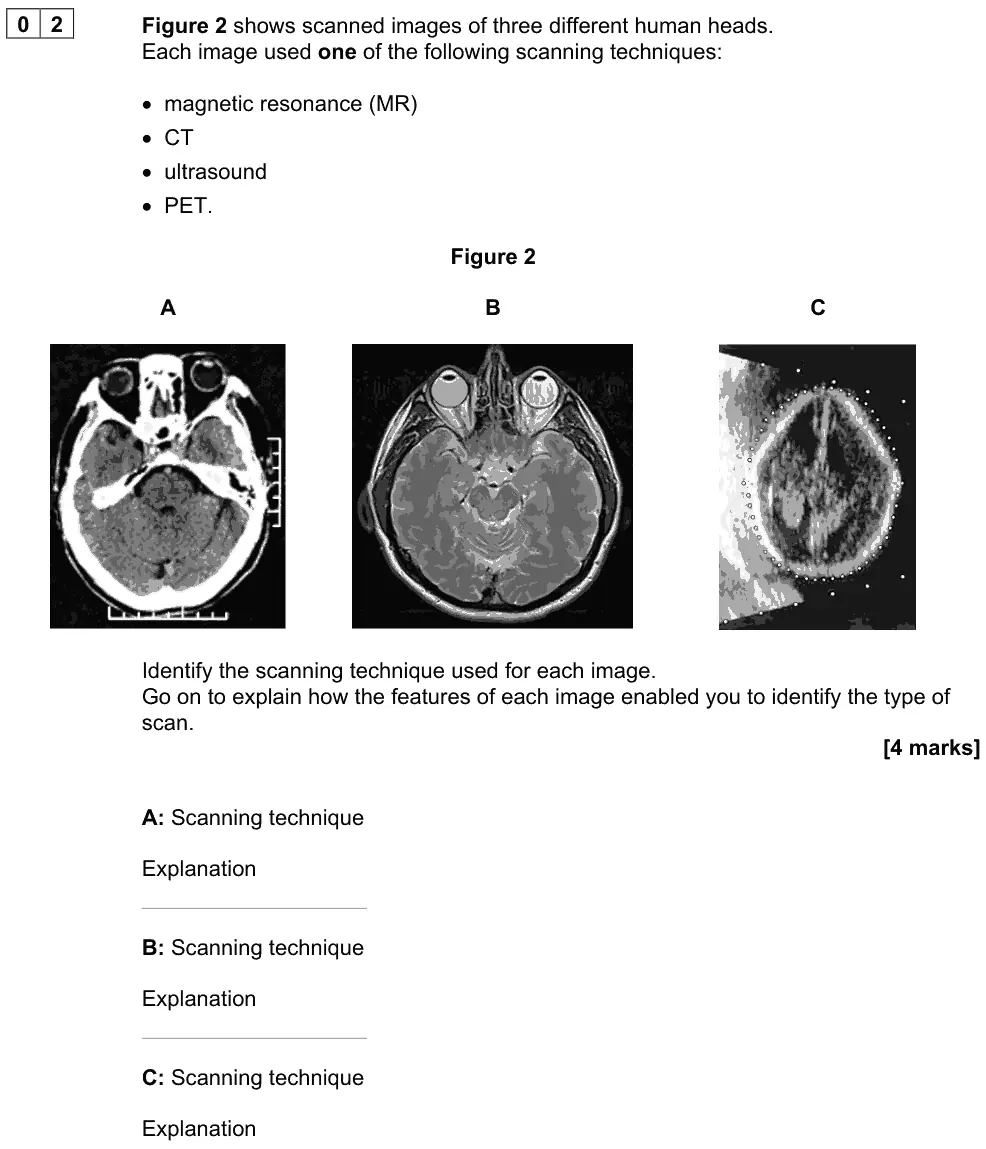 0 2
Figure 2 shows scanned images of three different human heads.
Each image used one of the following scanning techniques:
• magnetic resonance (MR)
• CT
• ultrasound
• PET.
Figure 2
A B C
Identify the scanning technique used for each image.
Go on to explain how the features of each image enabled you to identify the type of
scan.
[4 marks]
A: Scanning technique
Explanation
B: Scanning technique
Explanation
C: Scanning technique
Explanation